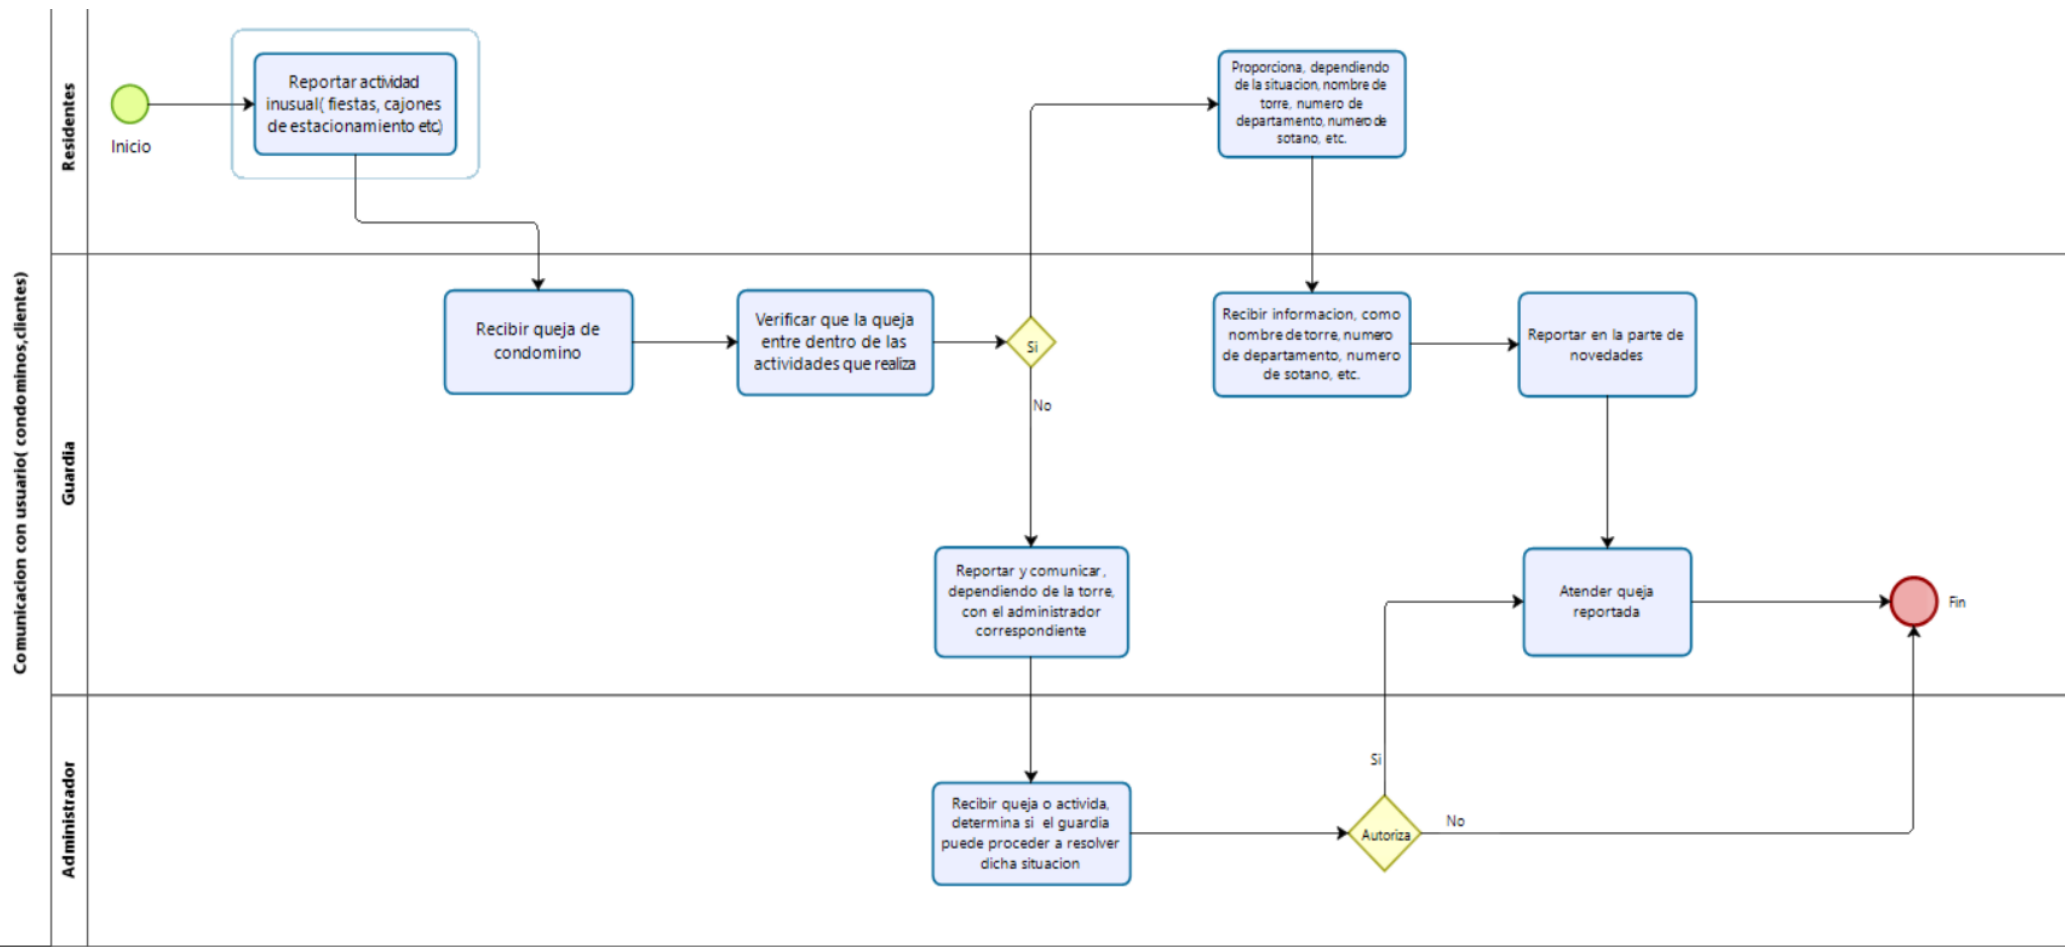 Comunicacion con usuario( condominos,clientes)
Residentes
Inicio
Reportar actividad
inusual( fiestas, cajones
de estacionamiento etc)
Proporciona, dependiendo
de la situacion, nombre de
torre, numero de
departamento, numero de
sotano, etc.
Guardia
Recibir queja de
condomino
Verificar que la queja
entre dentro de las
actividades que realiza
Si
No
Recibir informacion, como
nombre de torre, numero
de departamento, numero
de sotano, etc.
Reportar en la parte de
novedades
Reportar y comunicar,
dependiendo de la torre,
con el administrador
correspondiente
Atender queja
reportada
Fin
Administrador
Recibir queja o activida,
determina si el guardia
puede proceder a resolver
dicha situacion
Si
Autoriza
No